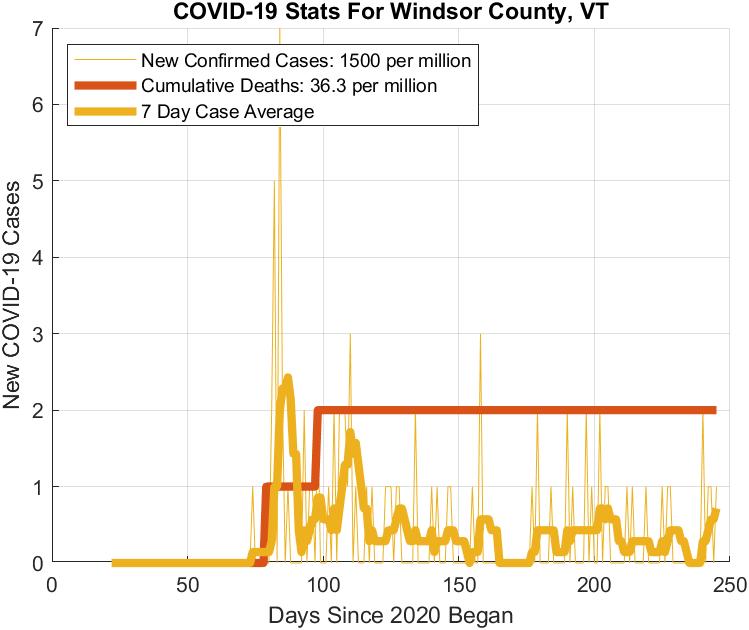 COVID-19 Stats For Windsor County, VT
New Confirmed Cases: 1500 per million
Cumulative Deaths: 36.3 per million
7 Day Case Average
New COVID-19 Cases
7
6
5
4
3
2
1
0
0 50 100 150 200 250
Days Since 2020 Began